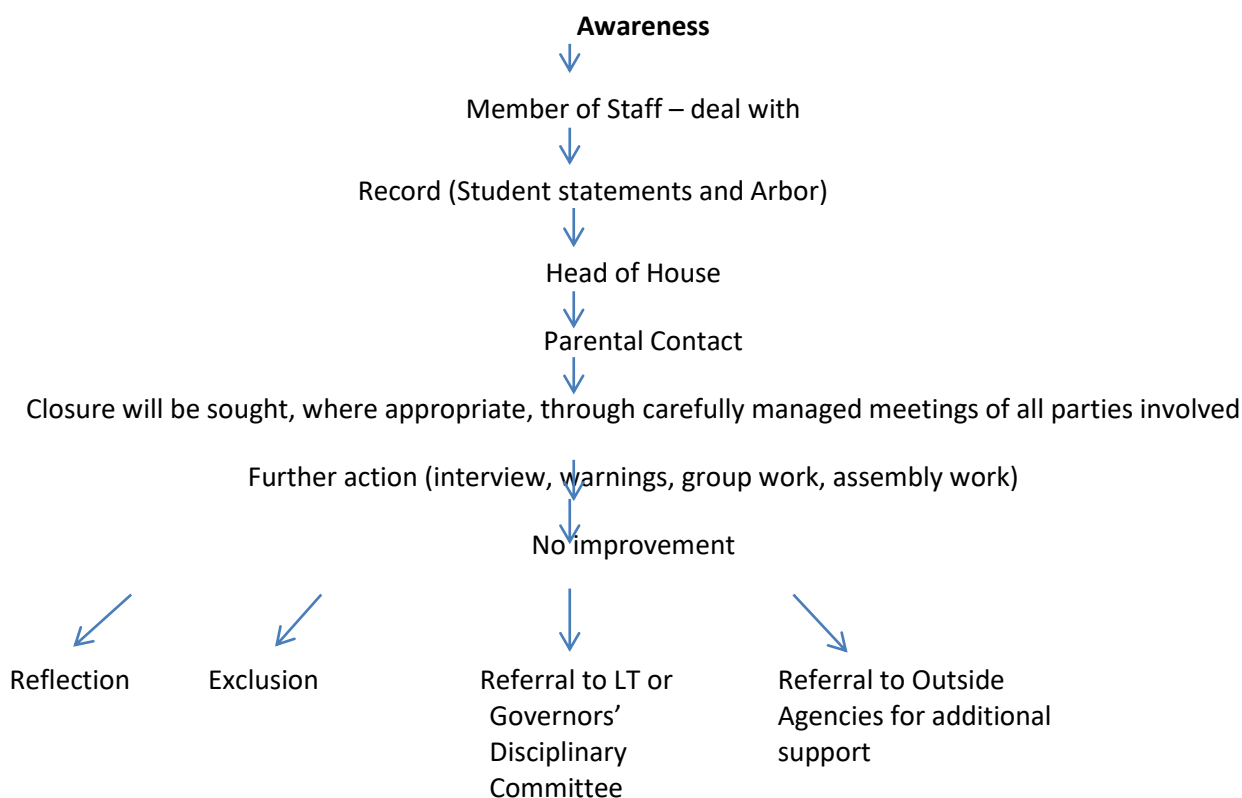 Awareness
Member of Staff – deal with
Record (Student statements and Arbor)
Head of House
Parental Contact
Closure will be sought, where appropriate, through carefully managed meetings of all parties involved
Further action (interview, warnings, group work, assembly work)
No improvement
Reflection
Exclusion
Referral to LT or
Governors’
Disciplinary
Committee
Referral to Outside
Agencies for additional
support